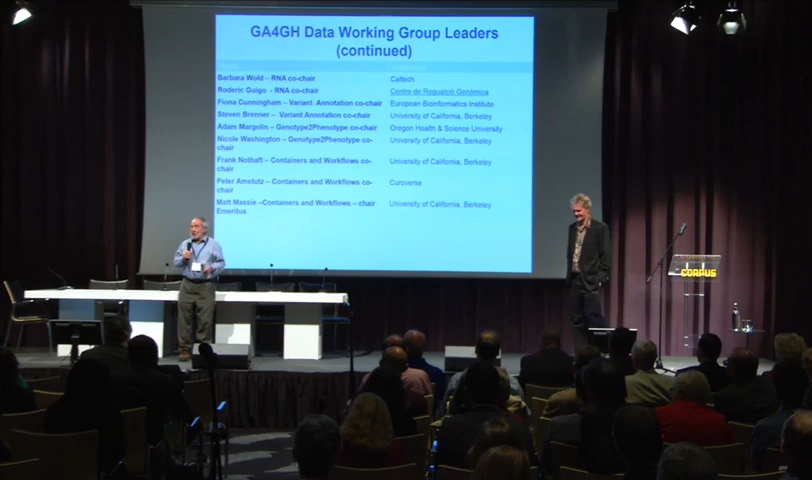 GA4GH Data Working Group Leaders
(continued)
Barbara Wold – RNA co-chair Caltech
Roderic Guigo - RNA co-chair Centre de Regualció Genòmica
Fiona Cunningham – Variant Annotation co-chair European Bioinformatics Institute
Steven Brenner – Variant Annotation co-chair University of California, Berkeley
Adam Margolin – Genotype2Phenotype co-chair Oregon Health & Science University
Nicole Washington – Genotype2Phenotype co- University of California, Berkeley
chair
Frank Nothaft – Containers and Workflows co- University of California, Berkeley
chair
Peter Amstutz – Containers and Workflows co- Curoverse
chair
Matt Massie –Containers and Workflows – chair University of California, Berkeley
Emeritus
CORPUS